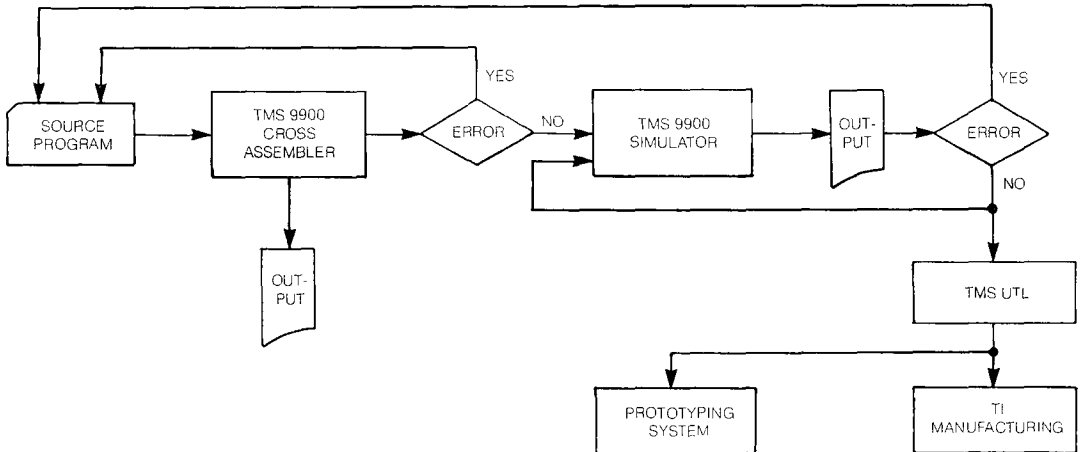 YES
YES
SOURCE
PROGRAM
TMS 9900
CROSS
ASSEMBLER
ERROR
NO
TMS 9900
SIMULATOR
OUT-
PUT
ERROR
NO
OUT-
PUT
TMS UTL
PROTOTYPING
SYSTEM
TI
MANUFACTURING